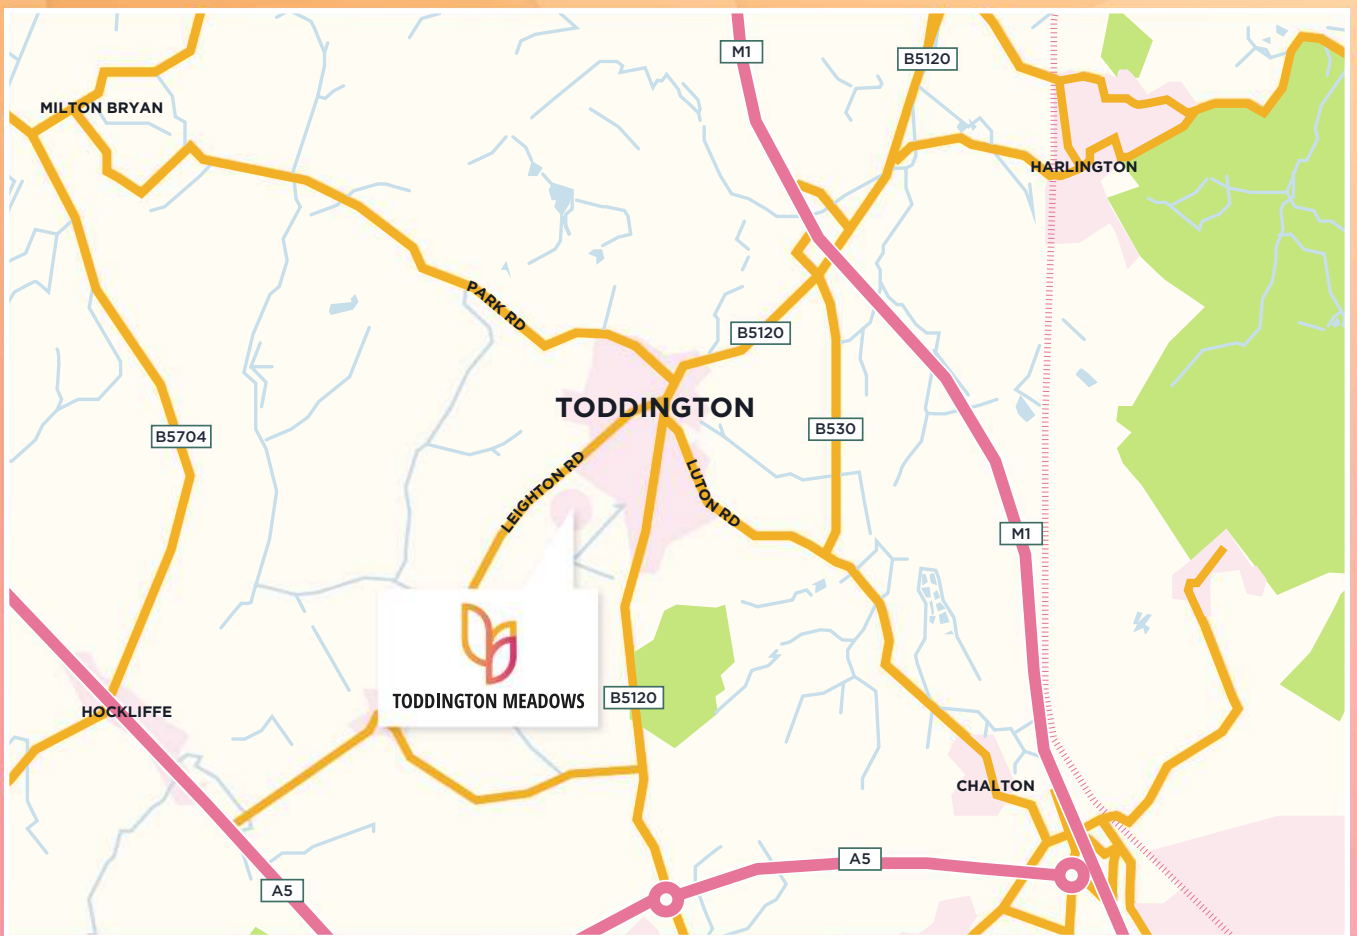 M1
B5120
MILTON BRYAN
HARLINGTON
PARK RD
B5120
TODDINGTON
B5704
B530
LEIGHTON RD
LUTON RD
M1
TODDINGTON MEADOWS
B5120
HOCKLIFFE
CHALTON
A5
A5